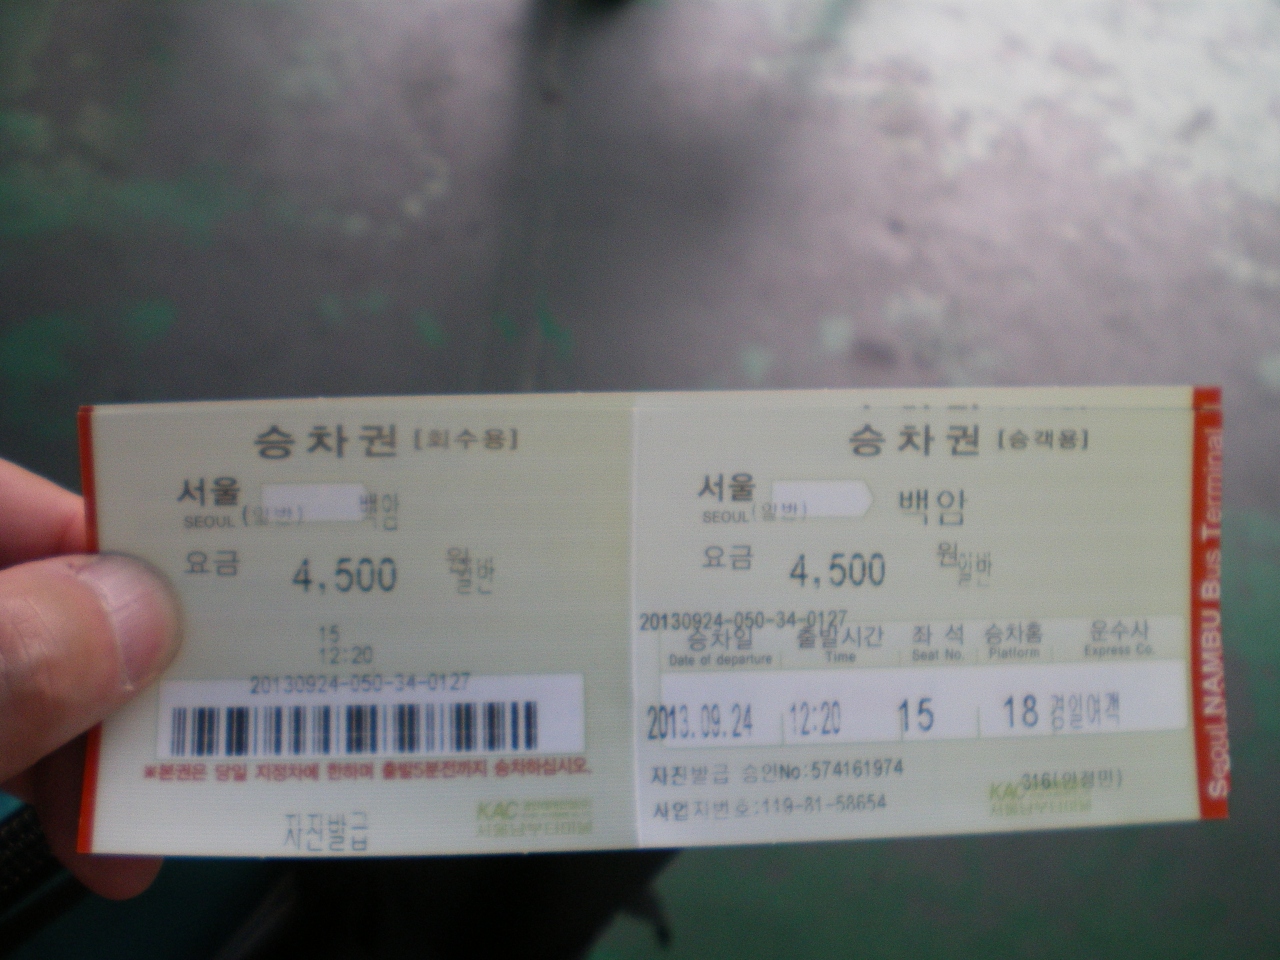 승차권 [회수용]
서울 백암
SEOUL (일반)
요금 4,500 원 일반
15
12:20
20130924-050-34-0127
※본권은 당일 지정차에 한하며 출발5분전까지 승차하십시오.
자진발급
KAC
서울남부터미널
승차권 [승객용]
서울 백암
SEOUL (일반)
요금 4,500 원 일반
20130924-050-34-0127
승차일 출발시간 좌 석 승차홈 운수사
Date of departure Time Seat No. Platform Express Co.
2013.09.24 12:20 15 18 경일여객
자진발급 승인No:574161974
사업지번호:119-81-58654
KAC
서울남부터미널
Seoul NAMBU Bus Terminal